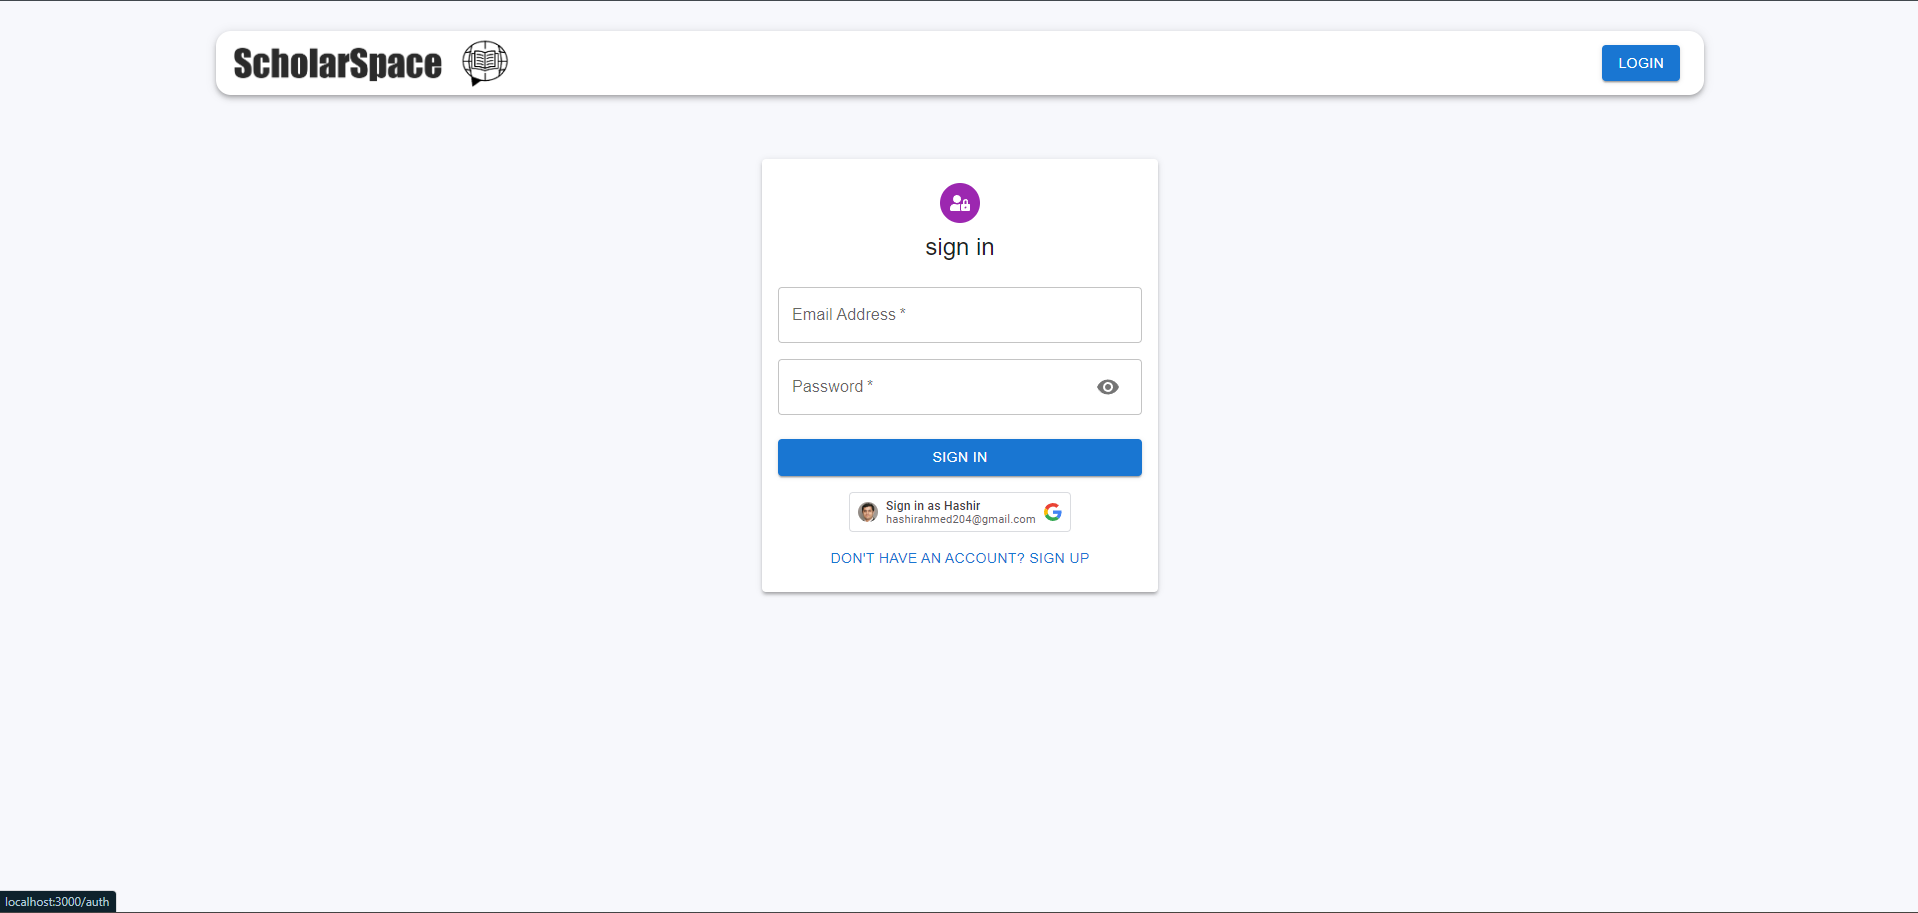 ScholarSpace
LOGIN
sign in
Email Address *
Password *
SIGN IN
Sign in as Hashir
hashirahmed204@gmail.com
DON'T HAVE AN ACCOUNT? SIGN UP
localhost:3000/auth